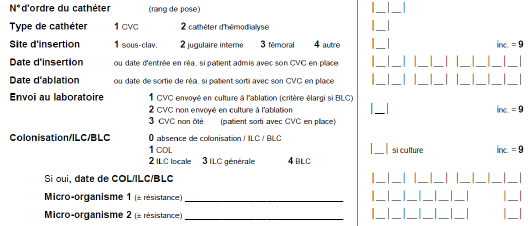 N° d'ordre du cathéter (rang de pose)
Type de cathéter 1 CVC 2 cathéter d'hémodialyse
Site d'insertion 1 sous-clav. 2 jugulaire interne 3 fémoral 4 autre inc. = 9
Date d'insertion ou date d'entrée en réa. si patient admis avec son CVC en place
Date d'ablation ou date de sortie de réa. si patient sorti avec son CVC en place
Envoi au laboratoire 1 CVC envoyé en culture à l'ablation (critère élargi si BLC)
2 CVC non envoyé en culture à l'ablation inc. = 9
3 CVC non ôté (patient sorti avec CVC en place)
Colonisation/ILC/BLC 0 absence de colonisation / ILC / BLC
1 COL si culture inc. = 9
2 ILC locale 3 ILC générale 4 BLC
Si oui, date de COL/ILC/BLC
Micro-organisme 1 (± résistance)
Micro-organisme 2 (± résistance)